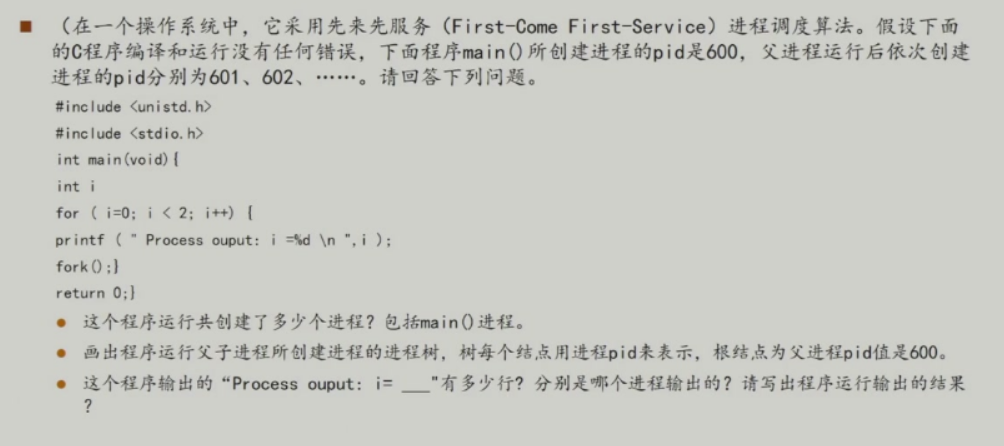 （在一个操作系统中，它采用先来先服务（First-Come First-Service）进程调度算法。假设下面
的C程序编译和运行没有任何错误，下面程序main()所创建进程的pid是600，父进程运行后依次创建
进程的pid分别为601、602、……。请回答下列问题。
#include <unistd.h>
#include <stdio.h>
int main(void){
int i
for ( i=0; i < 2; i++) {
printf ( " Process ouput: i =%d \n ",i );
fork();}
return 0;}
这个程序运行共创建了多少个进程？包括main()进程。
画出程序运行父子进程所创建进程的进程树，树每个结点用进程pid来表示，根结点为父进程pid值是600。
这个程序输出的“Process ouput: i= ___"有多少行？分别是哪个进程输出的？请写出程序运行输出的结果
？